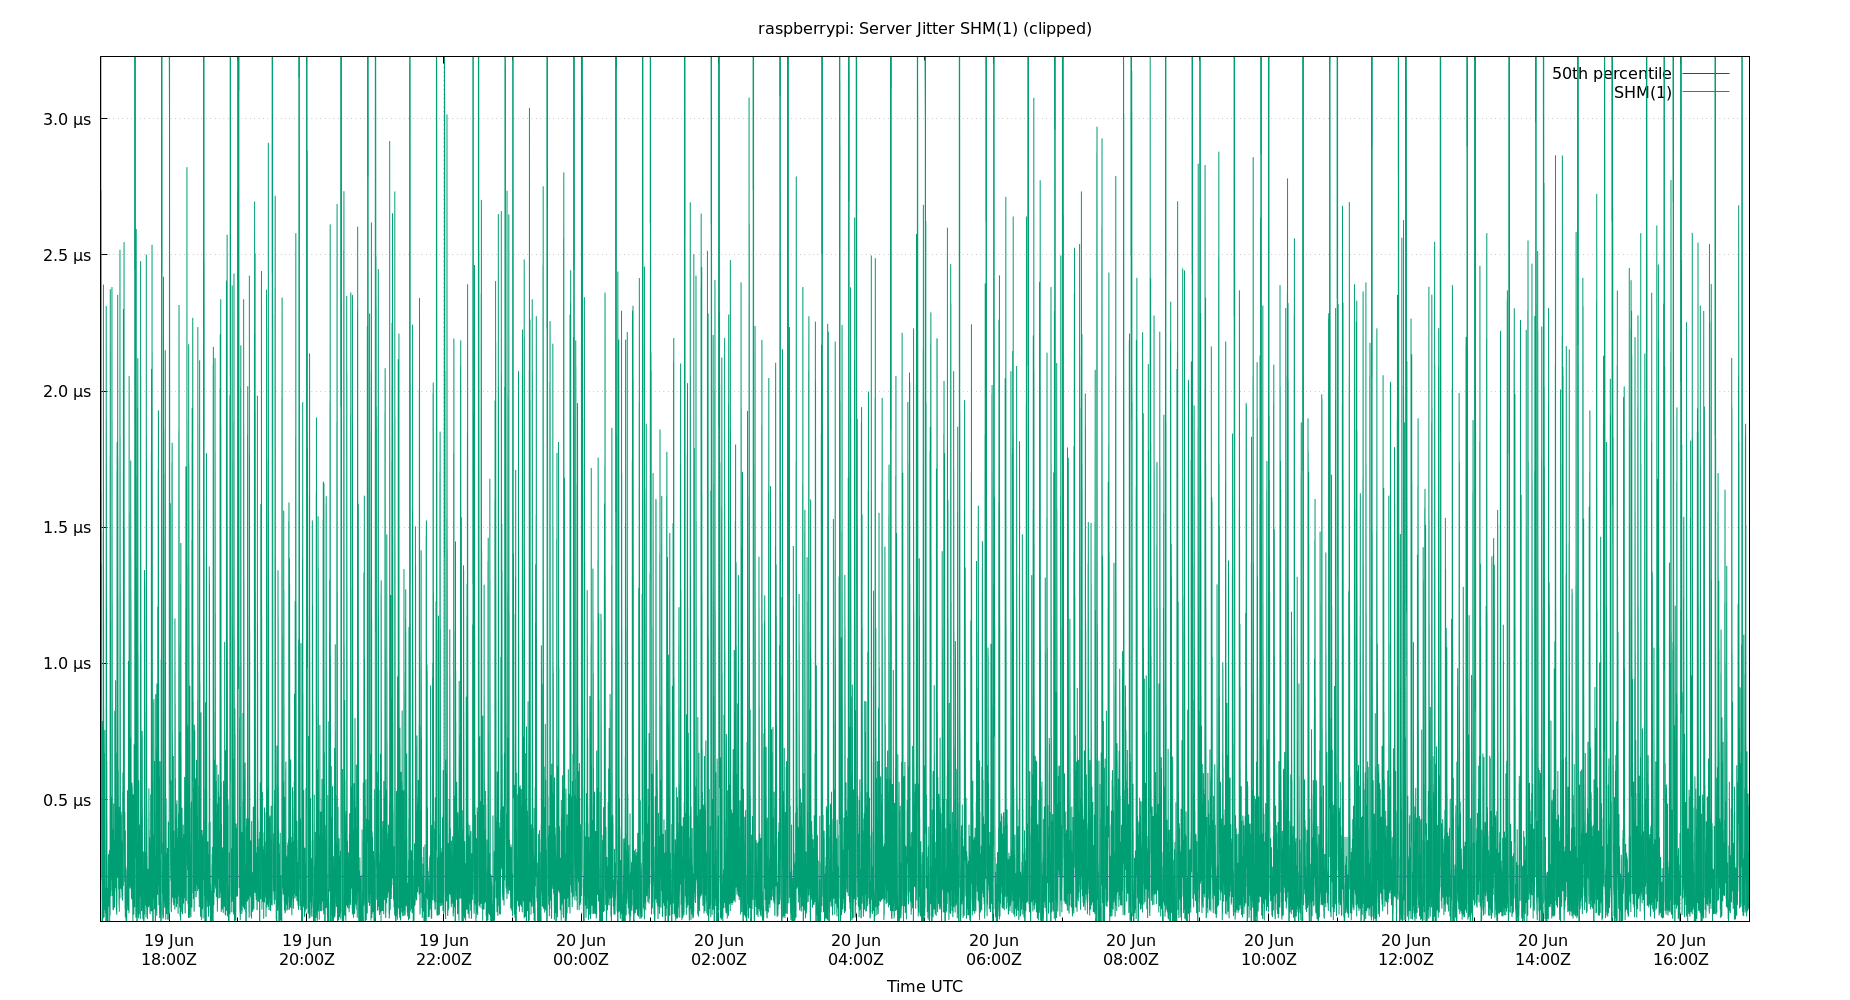 raspberrypi: Server Jitter SHM(1) (clipped)
50th percentile
SHM(1)
3.0 µs
2.5 µs
2.0 µs
1.5 µs
1.0 µs
0.5 µs
19 Jun 19 Jun 19 Jun 20 Jun 20 Jun 20 Jun 20 Jun 20 Jun 20 Jun 20 Jun 20 Jun 20 Jun
18:00Z 20:00Z 22:00Z 00:00Z 02:00Z 04:00Z 06:00Z 08:00Z 10:00Z 12:00Z 14:00Z 16:00Z
Time UTC